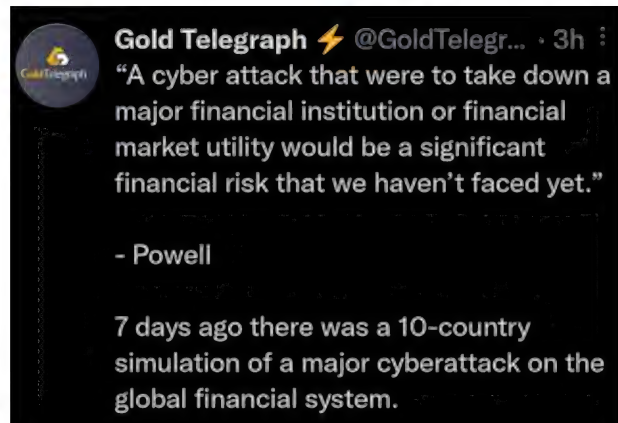 Gold Telegraph ⚡ @GoldTelegr... · 3h
GoldTelegraph
“A cyber attack that were to take down a
major financial institution or financial
market utility would be a significant
financial risk that we haven’t faced yet.”
- Powell
7 days ago there was a 10-country
simulation of a major cyberattack on the
global financial system.